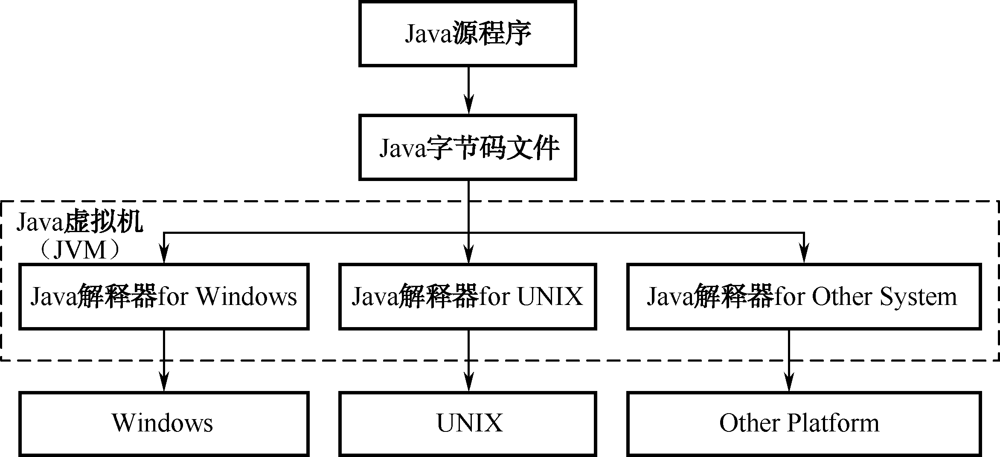 Java源程序
Java字节码文件
Java虚拟机
（JVM）
Java解释器for Windows
Java解释器for UNIX
Java解释器for Other System
Windows
UNIX
Other Platform